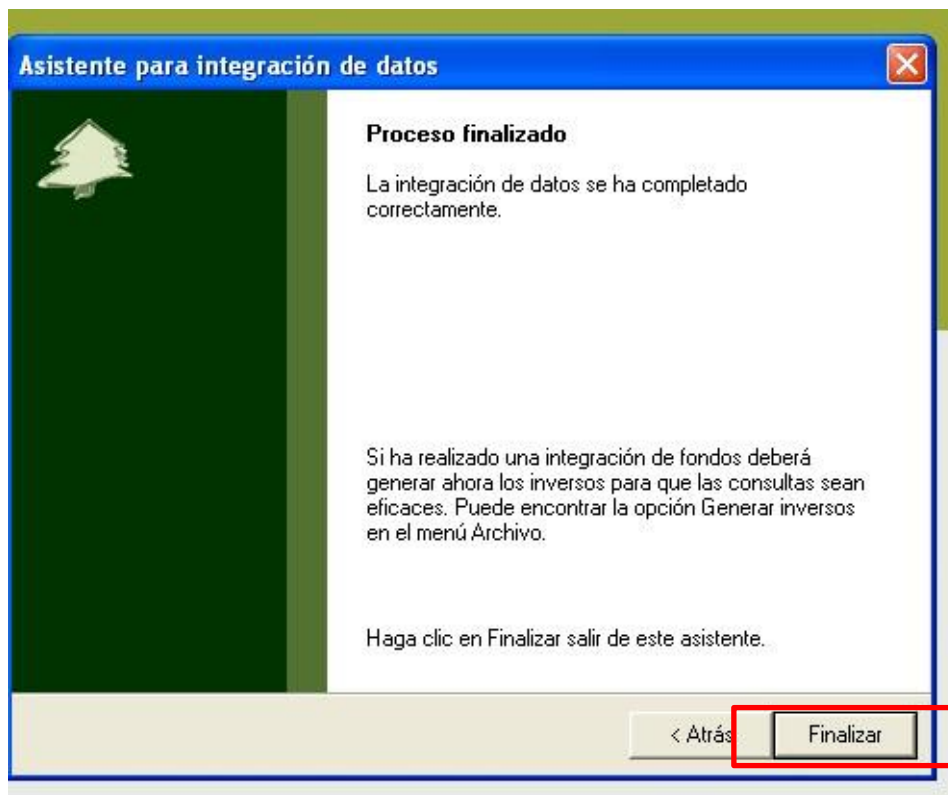 Asistente para integración de datos
Proceso finalizado
La integración de datos se ha completado
correctamente.
Si ha realizado una integración de fondos deberá
generar ahora los inversos para que las consultas sean
eficaces. Puede encontrar la opción Generar inversos
en el menú Archivo.
Haga clic en Finalizar salir de este asistente.
< Atrás
Finalizar